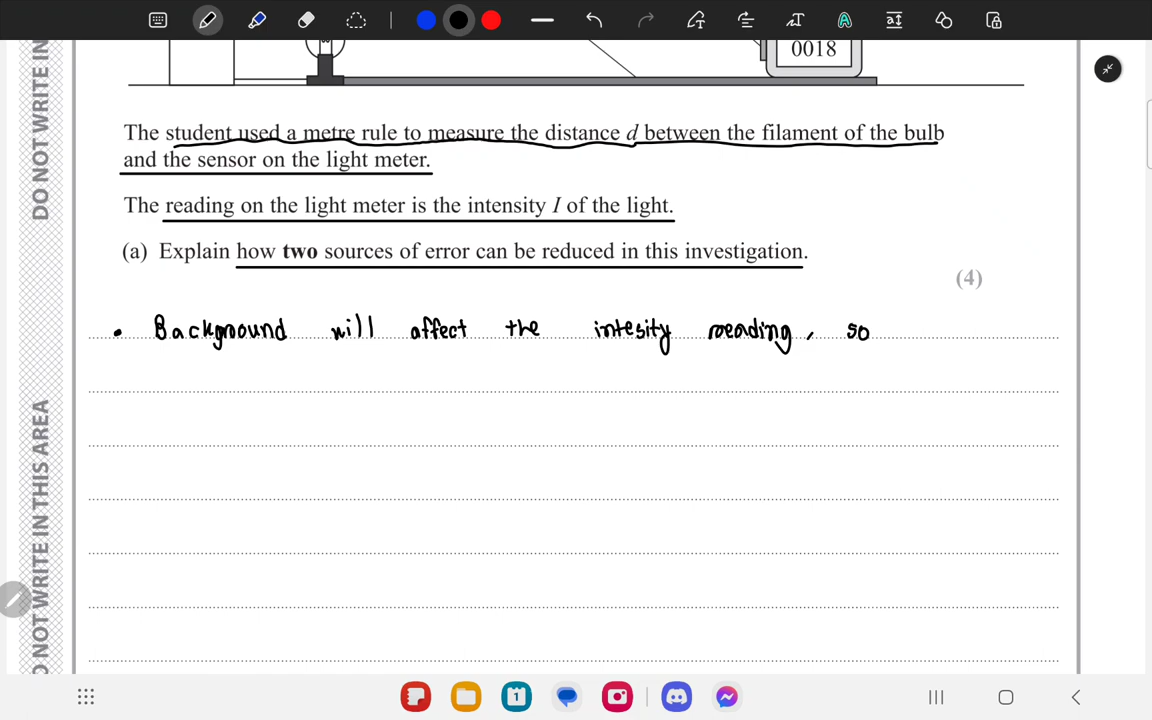 0018
The student used a metre rule to measure the distance d between the filament of the bulb
and the sensor on the light meter.
The reading on the light meter is the intensity I of the light.
(a) Explain how two sources of error can be reduced in this investigation.
(4)
• Background will affect the intesity reading, so
DO NOT WRITE IN
DO NOT WRITE IN THIS AREA